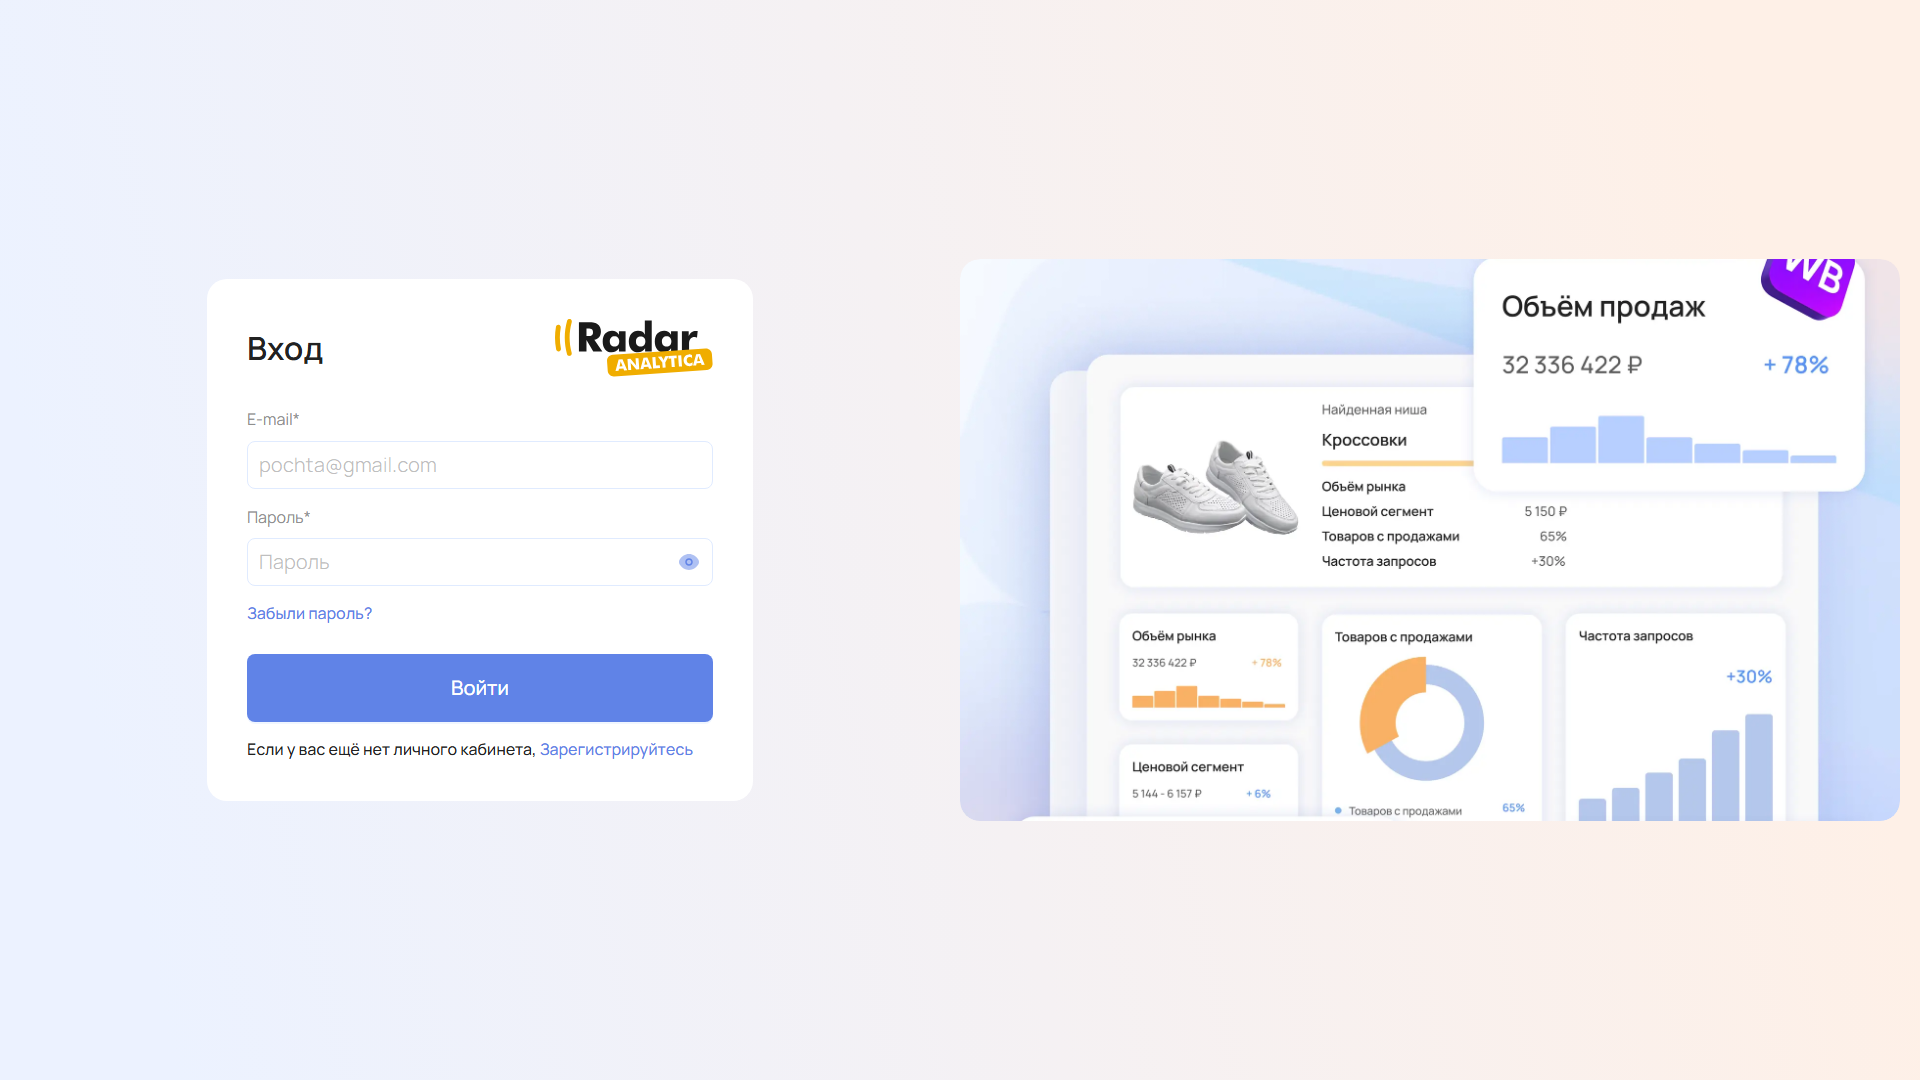 Вход
Radar
ANALYTICA
E-mail*
pochta@gmail.com
Пароль*
Пароль
Забыли пароль?
Войти
Если у вас ещё нет личного кабинета, Зарегистрируйтесь
WB
Объём продаж
32 336 422 ₽ + 78%
Найденная ниша
Кроссовки
Объём рынка
Ценовой сегмент 5 150 ₽
Товаров с продажами 65%
Частота запросов +30%
Объём рынка
32 336 422 ₽ + 78%
Ценовой сегмент
5 144 - 6 157 ₽ + 6%
Товаров с продажами
Товаров с продажами 65%
Частота запросов
+30%